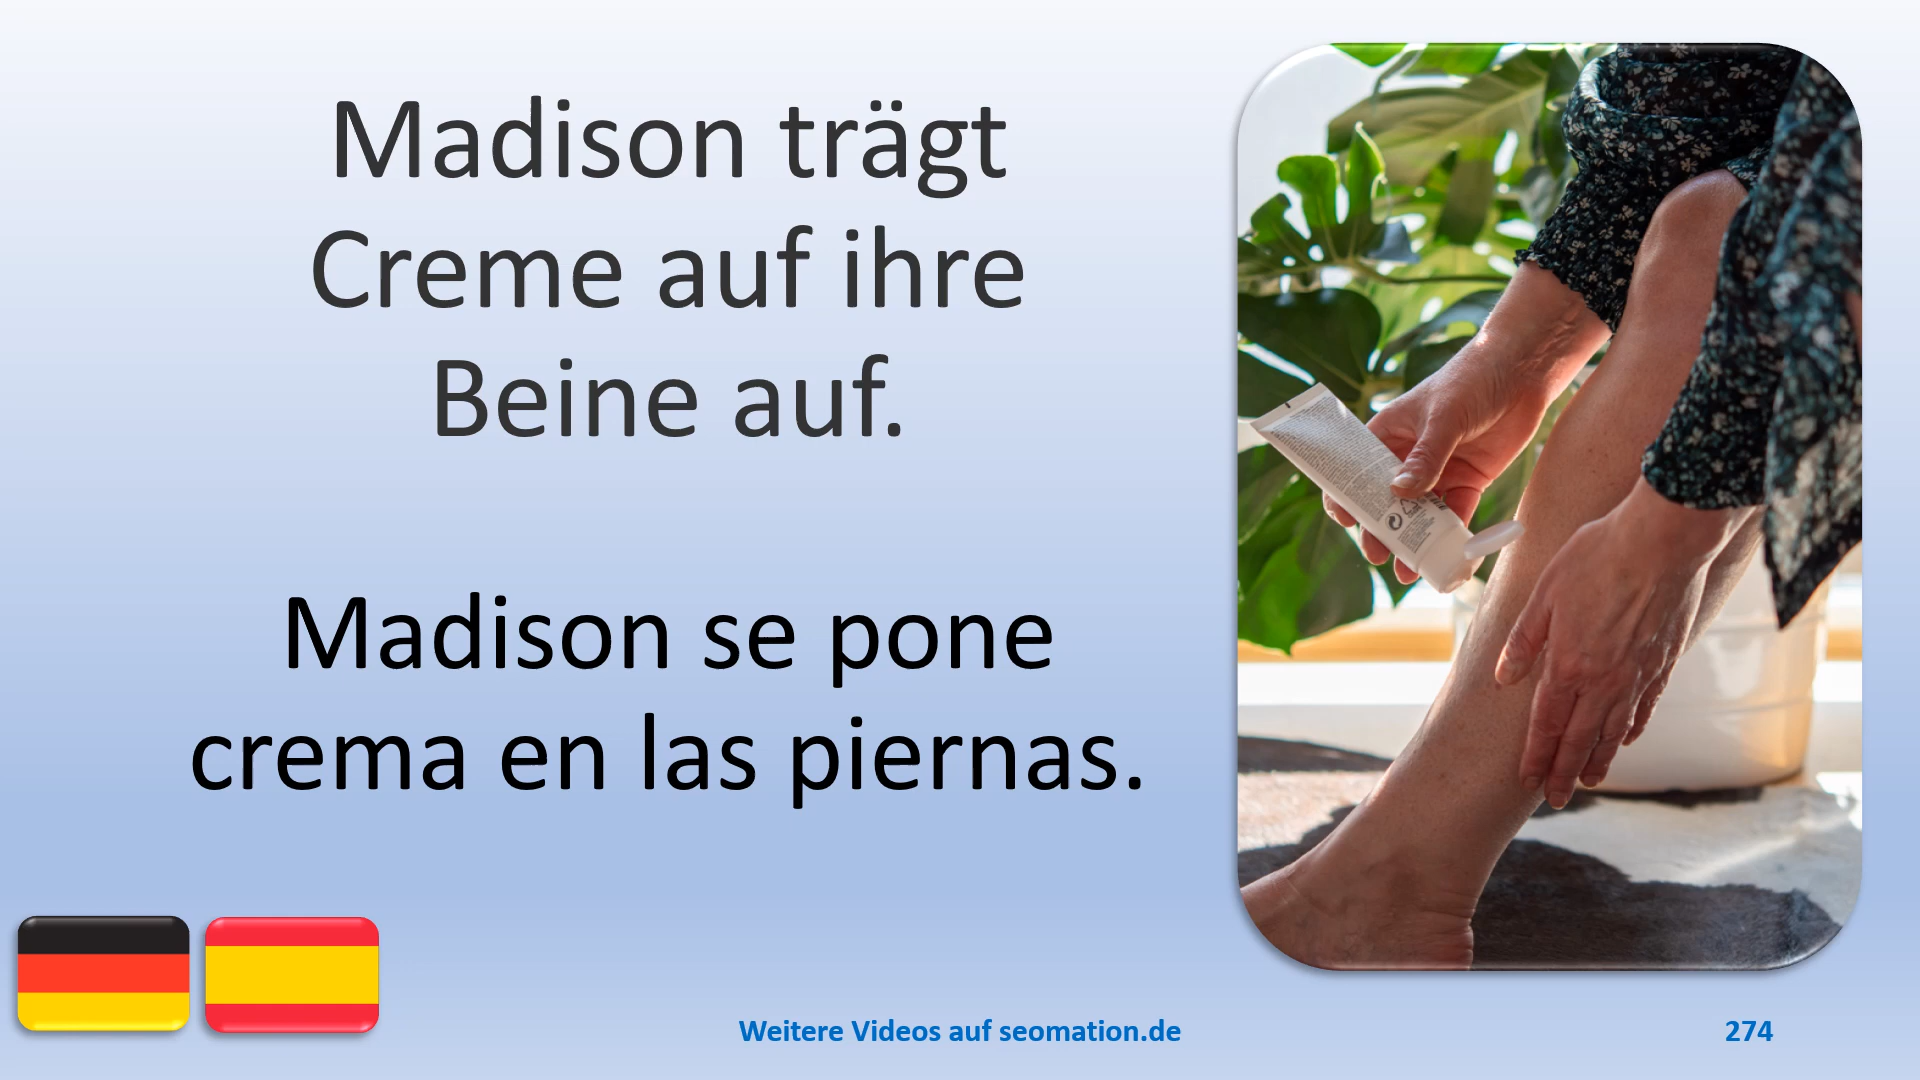 Madison trägt
Creme auf ihre
Beine auf.
Madison se pone
crema en las piernas.
Weitere Videos auf seomation.de
274